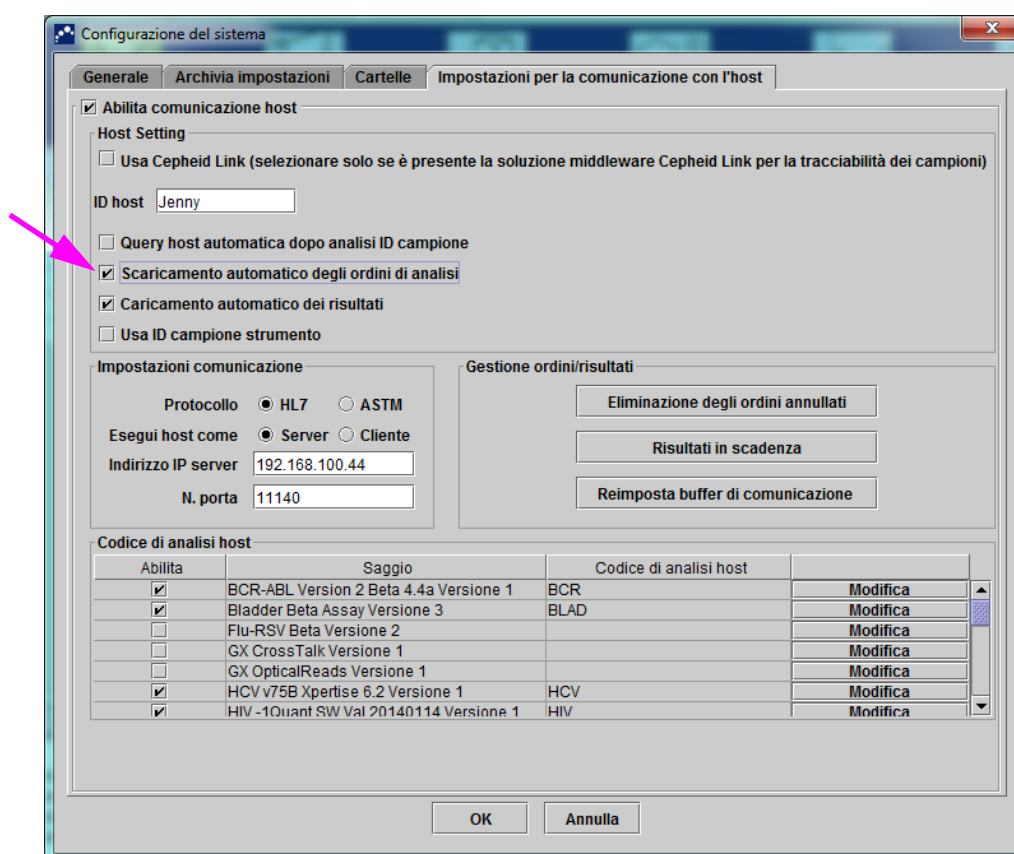 Configurazione del sistema
Generale Archivia impostazioni Cartelle Impostazioni per la comunicazione con l'host
Abilita comunicazione host
Host Setting
Usa Cepheid Link (selezionare solo se è presente la soluzione middleware Cepheid Link per la tracciabilità dei campioni)
ID host Jenny
Query host automatica dopo analisi ID campione
Scaricamento automatico degli ordini di analisi
Caricamento automatico dei risultati
Usa ID campione strumento
Impostazioni comunicazione
Protocollo HL7 ASTM
Esegui host come Server Cliente
Indirizzo IP server 192.168.100.44
N. porta 11140
Gestione ordini/risultati
Eliminazione degli ordini annullati
Risultati in scadenza
Reimposta buffer di comunicazione
Codice di analisi host
Abilita Saggio Codice di analisi host
BCR-ABL Version 2 Beta 4.4a Versione 1 BCR Modifica
Bladder Beta Assay Versione 3 BLAD Modifica
Flu-RSV Beta Versione 2 Modifica
GX CrossTalk Versione 1 Modifica
GX OpticalReads Versione 1 Modifica
HCV v75B Xpertise 6.2 Versione 1 HCV Modifica
HIV -1Quant SW Val 20140114 Versione 1 HIV Modifica
OK Annulla